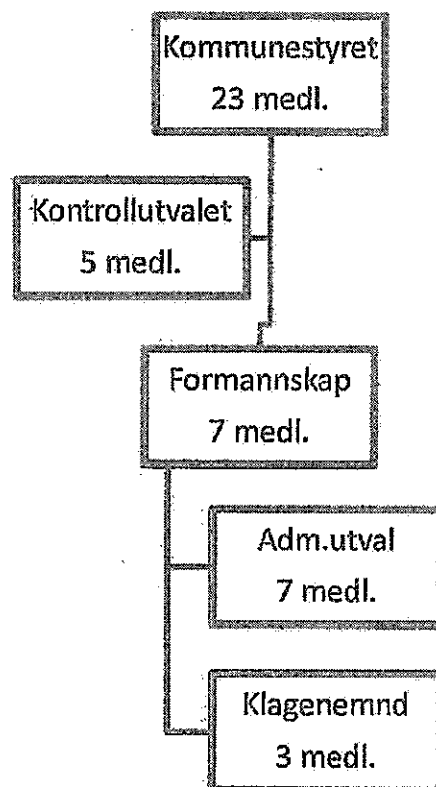 Kommunestyret
23 medl.
Kontrollutvalet
5 medl.
Formannskap
7 medl.
Adm.utval
7 medl.
Klagenemnd
3 medl.